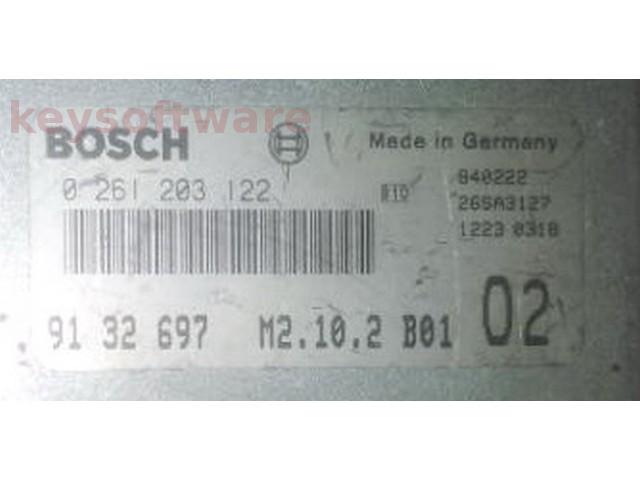 keysoftware
BOSCH Made in Germany
0 261 203 122 B10 840222
26SA3127
1223 0318
91 32 697 M2.10.2 B01 02